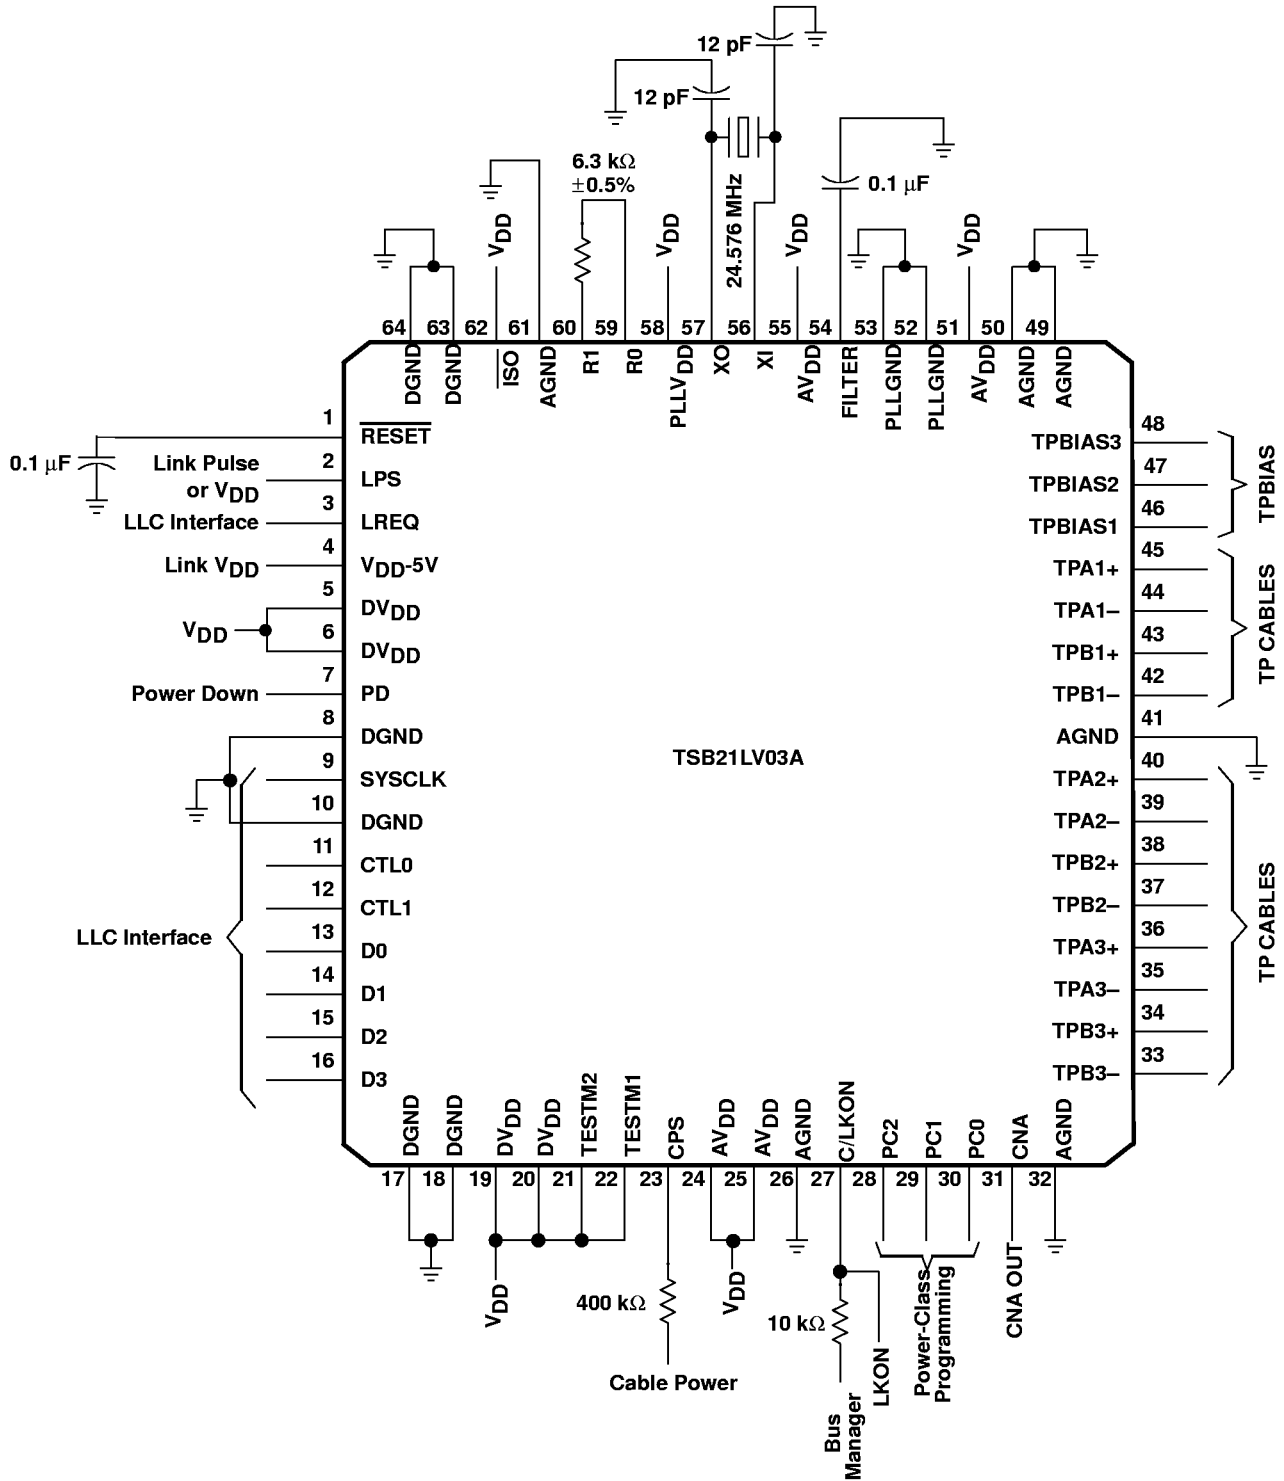 12 pF
12 pF
24.576 MHz
6.3 kΩ
±0.5%
0.1 µF
VDD
VDD
VDD
VDD
64 63 62 61 60 59 58 57 56 55 54 53 52 51 50 49
DGND
DGND
ISO
AGND
R1
R0
PLLVDD
XO
XI
AVDD
FILTER
PLLGND
PLLGND
AVDD
AGND
AGND
0.1 µF
1 RESET
Link Pulse
or VDD
2 LPS
LLC Interface 3 LREQ
Link VDD 4 VDD-5V
5 DVDD
VDD
6 DVDD
Power Down 7 PD
8 DGND
9 SYSCLK
10 DGND
11 CTL0
12 CTL1
LLC Interface
13 D0
14 D1
15 D2
16 D3
TSB21LV03A
TPBIAS3 48
TPBIAS2 47
TPBIAS1 46
TPBIAS
TPA1+ 45
TPA1– 44
TPB1+ 43
TPB1– 42
TP CABLES
AGND 41
TPA2+ 40
TPA2– 39
TPB2+ 38
TPB2– 37
TPA3+ 36
TPA3– 35
TPB3+ 34
TPB3– 33
TP CABLES
DGND
DGND
DVDD
DVDD
TESTM2
TESTM1
CPS
AVDD
AVDD
AGND
C/LKON
PC2
PC1
PC0
CNA
AGND
17 18 19 20 21 22 23 24 25 26 27 28 29 30 31 32
VDD
400 kΩ
Cable Power
VDD
10 kΩ
Bus
Manager
LKON
Power-Class
Programming
CNA OUT